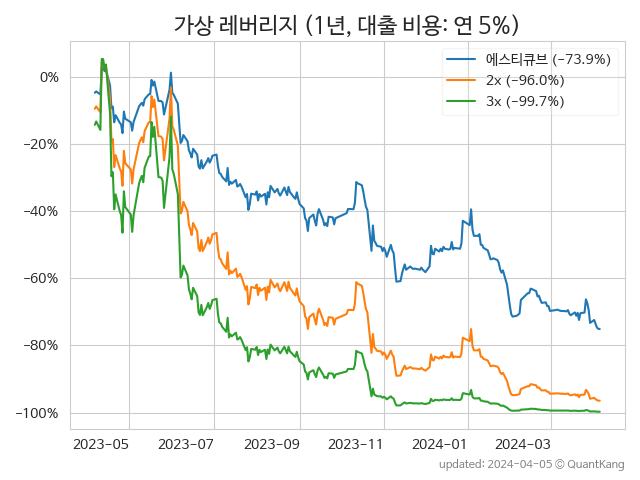 가상 레버리지 (1년, 대출 비용: 연 5%)
에스티큐브 (−73.9%)
2x (−96.0%)
3x (−99.7%)
0%
−20%
−40%
−60%
−80%
−100%
2023-05 2023-07 2023-09 2023-11 2024-01 2024-03
updated: 2024-04-05 © QuantKang